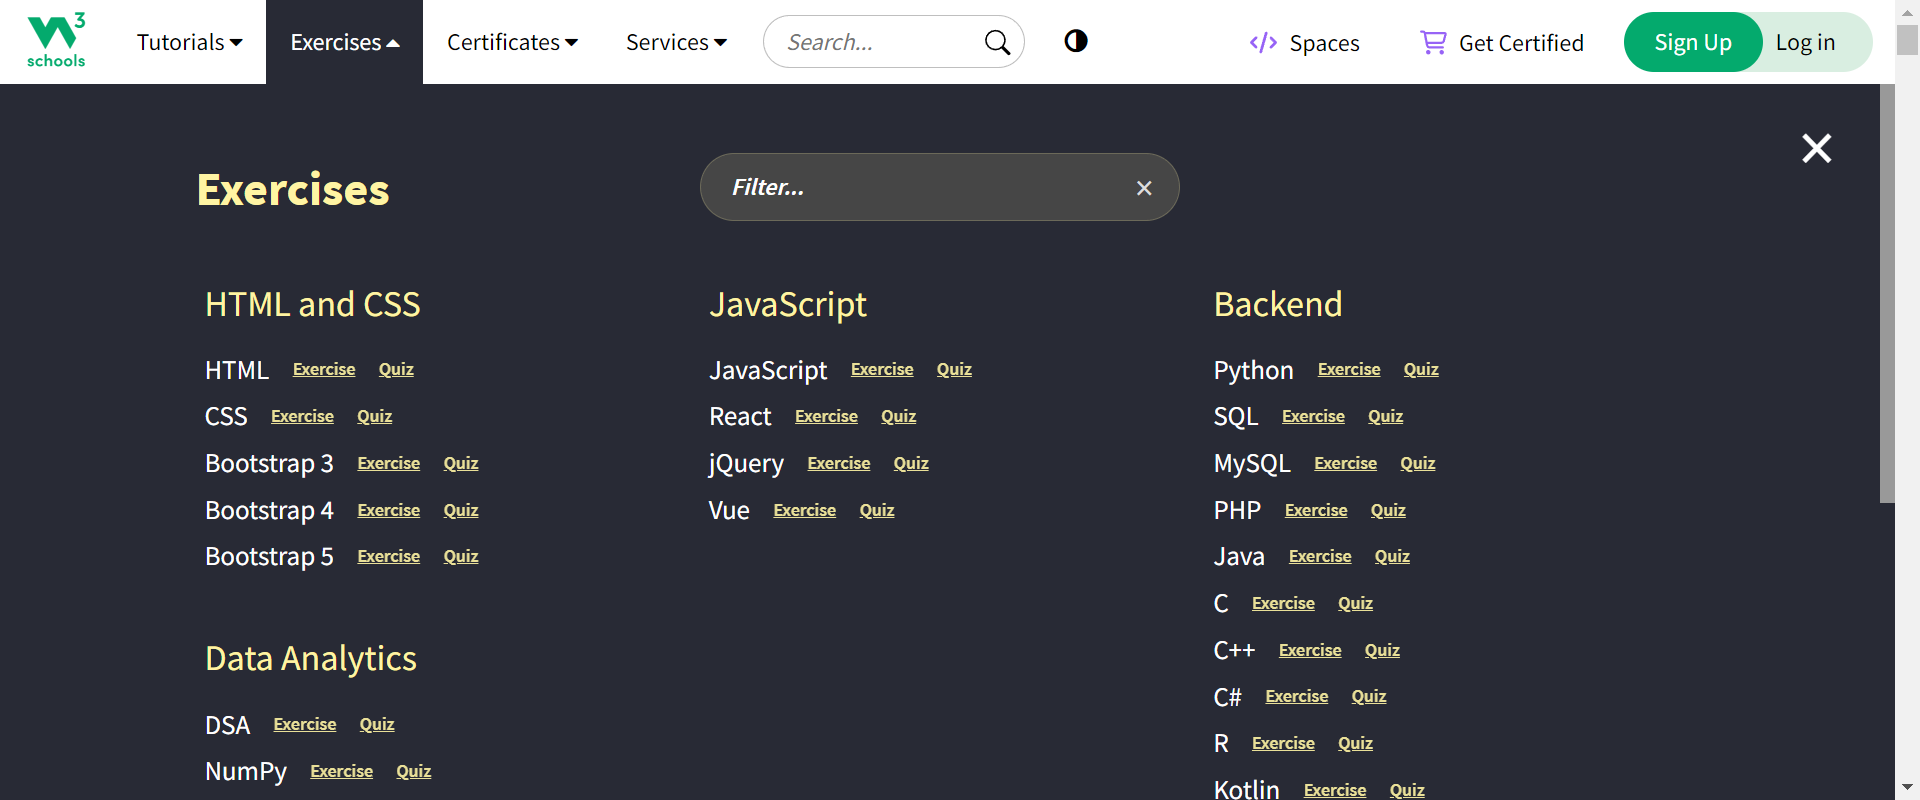 W3 schools
Tutorials Exercises Certificates Services Search... Spaces Get Certified Sign Up Log in
Exercises
Filter...
HTML and CSS
HTML Exercise Quiz
CSS Exercise Quiz
Bootstrap 3 Exercise Quiz
Bootstrap 4 Exercise Quiz
Bootstrap 5 Exercise Quiz
Data Analytics
DSA Exercise Quiz
NumPy Exercise Quiz
JavaScript
JavaScript Exercise Quiz
React Exercise Quiz
jQuery Exercise Quiz
Vue Exercise Quiz
Backend
Python Exercise Quiz
SQL Exercise Quiz
MySQL Exercise Quiz
PHP Exercise Quiz
Java Exercise Quiz
C Exercise Quiz
C++ Exercise Quiz
C# Exercise Quiz
R Exercise Quiz
Kotlin Exercise Quiz